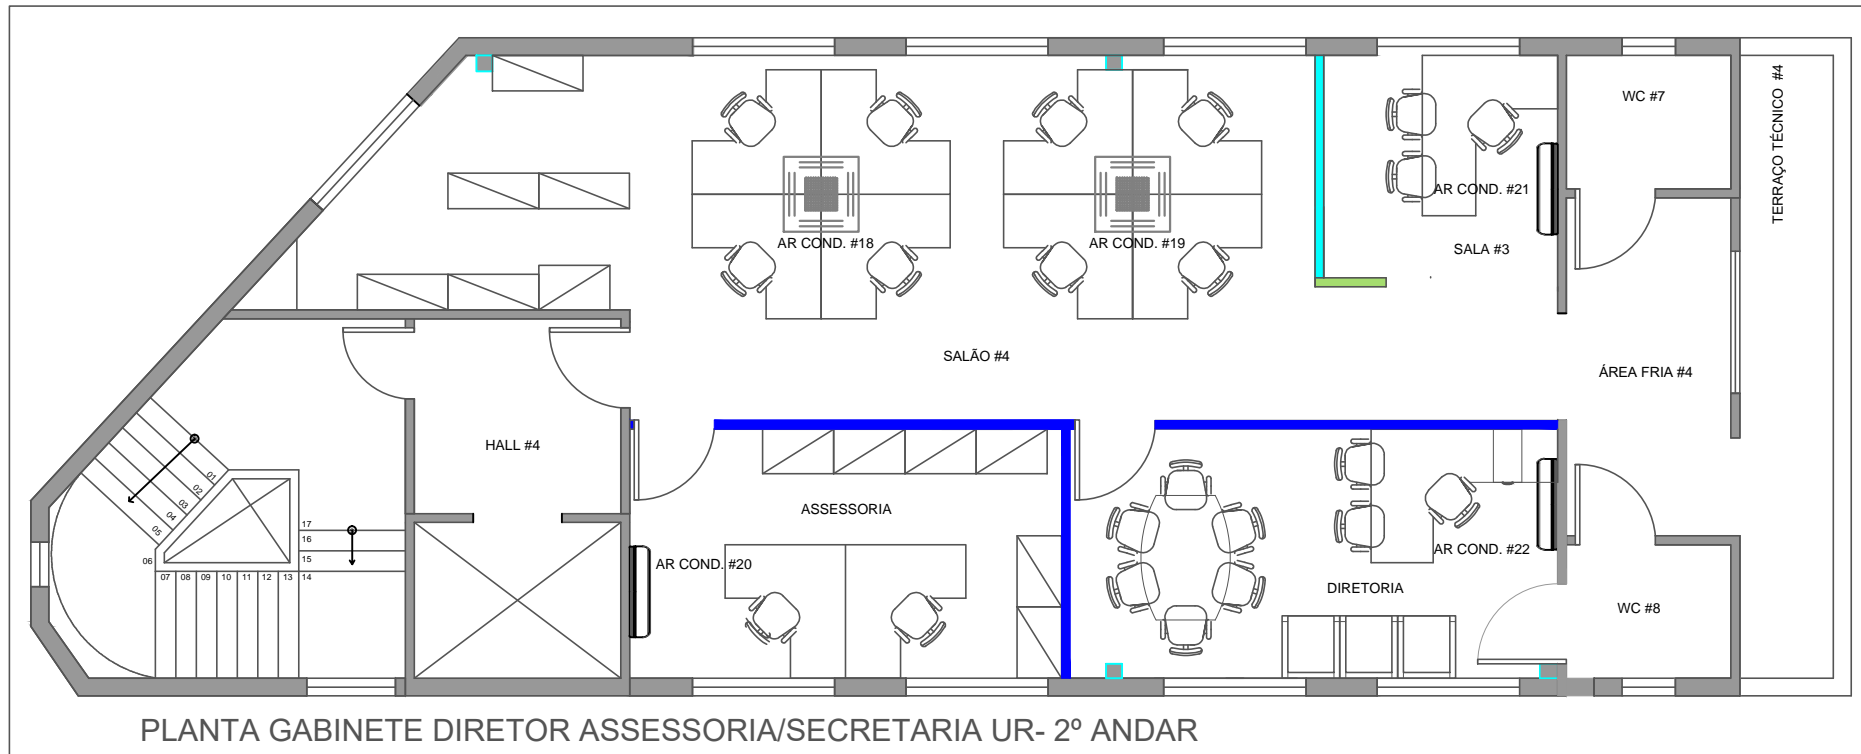 WC #7
TERRAÇO TÉCNICO #4
AR COND. #21
AR COND. #18
AR COND. #19
SALA #3
SALÃO #4
ÁREA FRIA #4
HALL #4
ASSESSORIA
AR COND. #20
AR COND. #22
DIRETORIA
WC #8
01
02
03
04
05
06
07 08 09 10 11 12 13 14
15
16
17
PLANTA GABINETE DIRETOR ASSESSORIA/SECRETARIA UR- 2º ANDAR